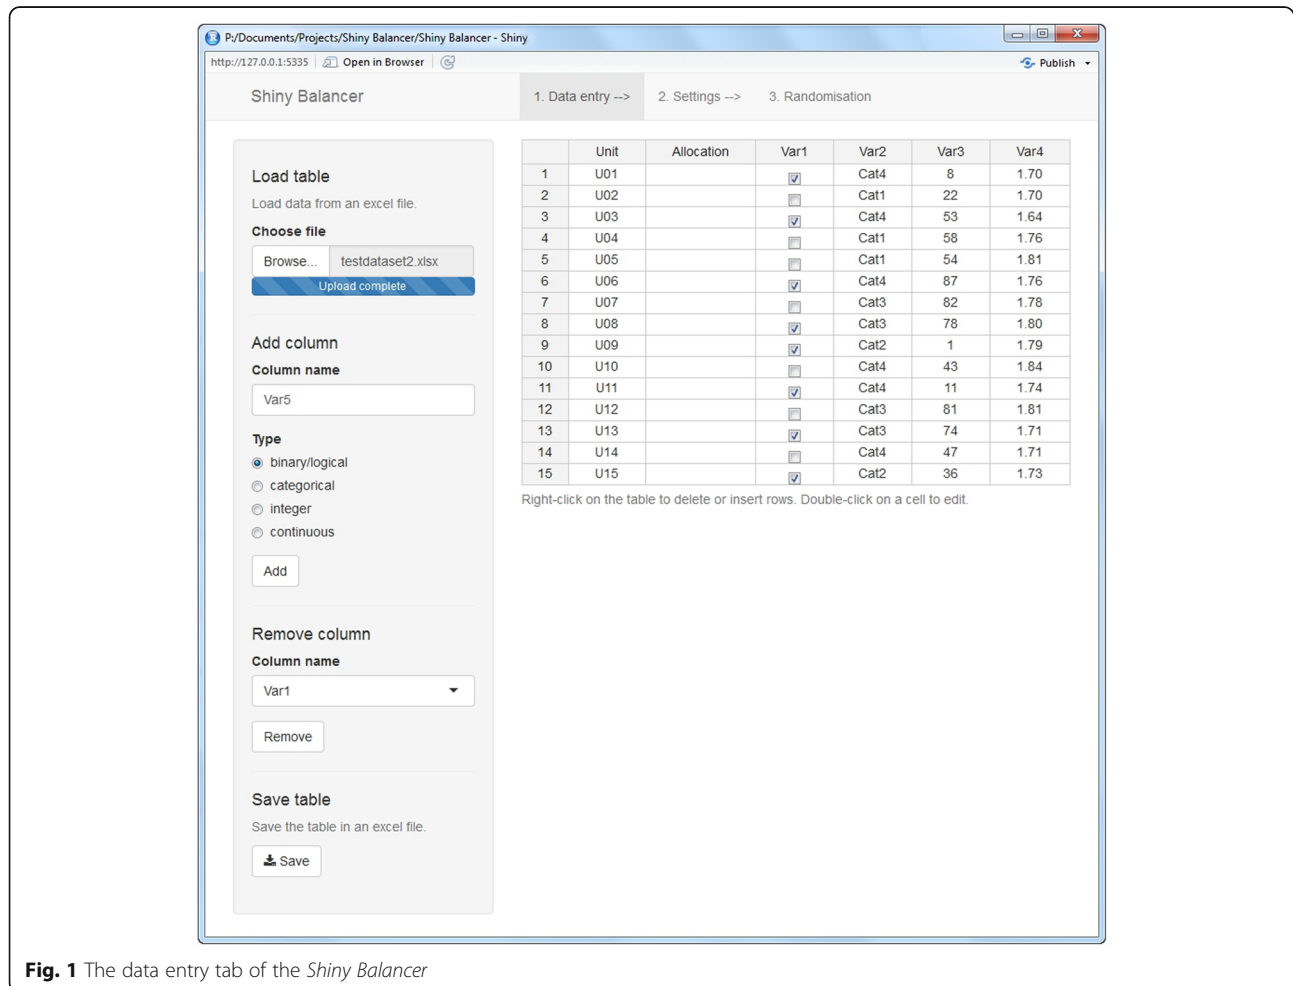 P:/Documents/Projects/Shiny Balancer/Shiny Balancer - Shiny
http://127.0.0.1:5335 Open in Browser Publish
Shiny Balancer 1. Data entry --> 2. Settings --> 3. Randomisation
Load table
Load data from an excel file.
Choose file
Browse... testdataset2.xlsx
Upload complete
Add column
Column name
Var5
Type
binary/logical
categorical
integer
continuous
Add
Remove column
Column name
Var1
Remove
Save table
Save the table in an excel file.
Save
Unit Allocation Var1 Var2 Var3 Var4
1 U01 Cat4 8 1.70
2 U02 Cat1 22 1.70
3 U03 Cat4 53 1.64
4 U04 Cat1 58 1.76
5 U05 Cat1 54 1.81
6 U06 Cat4 87 1.76
7 U07 Cat3 82 1.78
8 U08 Cat3 78 1.80
9 U09 Cat2 1 1.79
10 U10 Cat4 43 1.84
11 U11 Cat4 11 1.74
12 U12 Cat3 81 1.81
13 U13 Cat3 74 1.71
14 U14 Cat4 47 1.71
15 U15 Cat2 36 1.73
Right-click on the table to delete or insert rows. Double-click on a cell to edit.
Fig. 1 The data entry tab of the Shiny Balancer